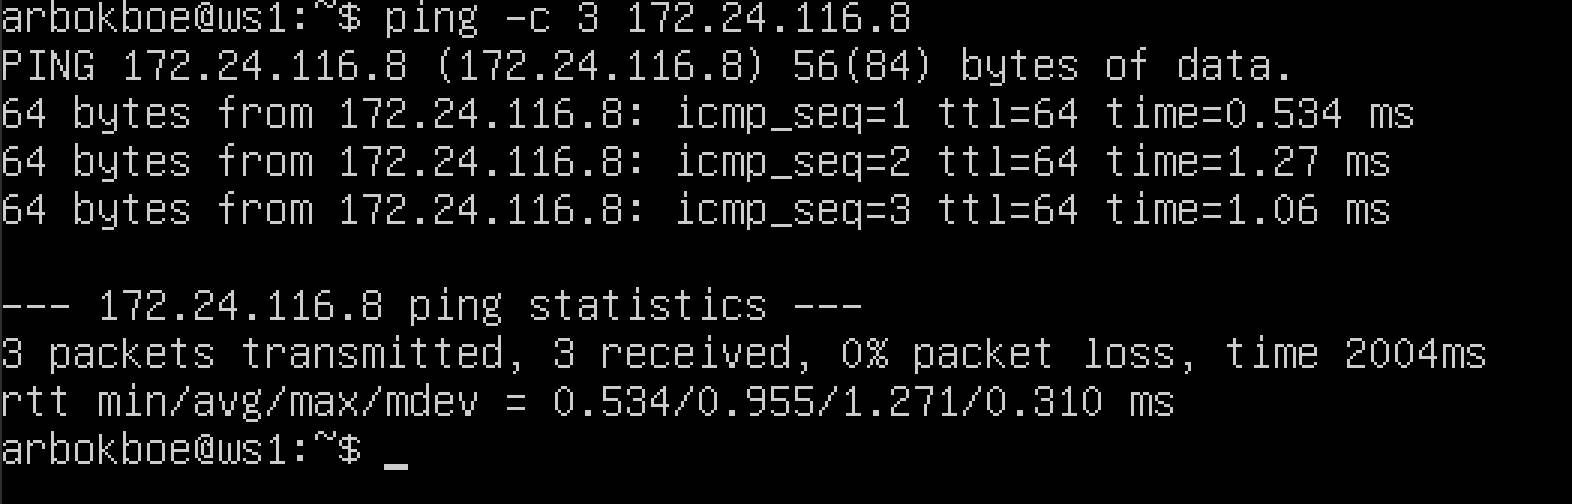 arbokboe@ws1:~$ ping -c 3 172.24.116.8
PING 172.24.116.8 (172.24.116.8) 56(84) bytes of data.
64 bytes from 172.24.116.8: icmp_seq=1 ttl=64 time=0.534 ms
64 bytes from 172.24.116.8: icmp_seq=2 ttl=64 time=1.27 ms
64 bytes from 172.24.116.8: icmp_seq=3 ttl=64 time=1.06 ms
--- 172.24.116.8 ping statistics ---
3 packets transmitted, 3 received, 0% packet loss, time 2004ms
rtt min/avg/max/mdev = 0.534/0.955/1.271/0.310 ms
arbokboe@ws1:~$ _